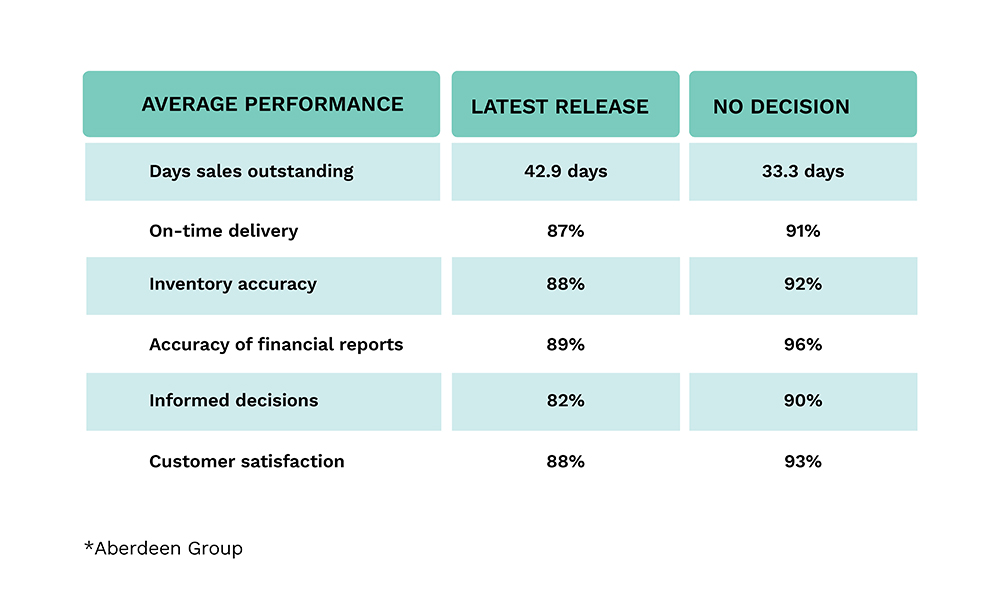 AVERAGE PERFORMANCE LATEST RELEASE NO DECISION
Days sales outstanding 42.9 days 33.3 days
On-time delivery 87% 91%
Inventory accuracy 88% 92%
Accuracy of financial reports 89% 96%
Informed decisions 82% 90%
Customer satisfaction 88% 93%
*Aberdeen Group